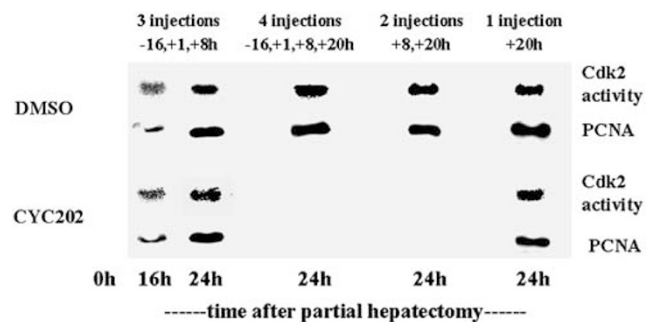 3 injections 4 injections 2 injections 1 injection
-16,+1,+8h -16,+1,+8,+20h +8,+20h +20h
DMSO
Cdk2
activity
PCNA
CYC202
Cdk2
activity
PCNA
0h 16h 24h 24h 24h 24h
------time after partial hepatectomy------